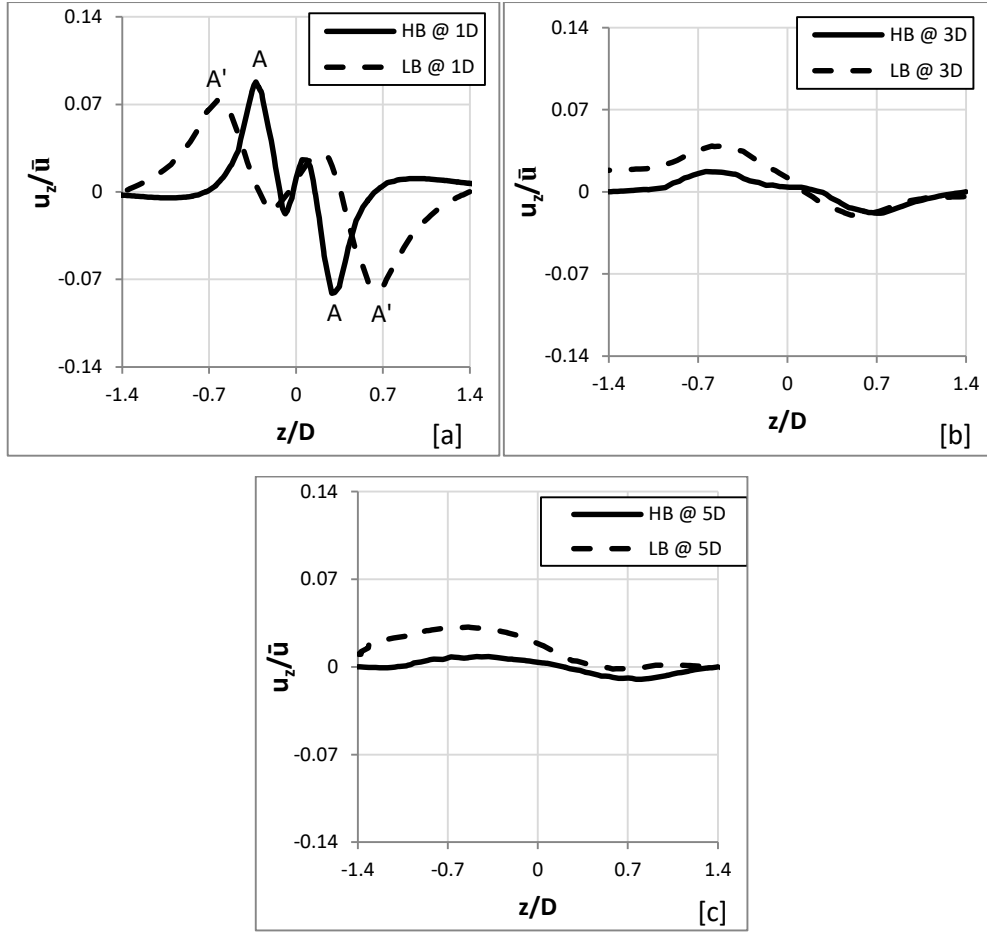 0.14
0.07
0
-0.07
-0.14
-1.4 -0.7 0 0.7 1.4
u_z/ū
z/D
HB @ 1D
LB @ 1D
A'
A
A
A'
[a]
0.14
0.07
0
-0.07
-0.14
-1.4 -0.7 0 0.7 1.4
u_z/ū
z/D
HB @ 3D
LB @ 3D
[b]
0.14
0.07
0
-0.07
-0.14
-1.4 -0.7 0 0.7 1.4
u_z/ū
z/D
HB @ 5D
LB @ 5D
[c]